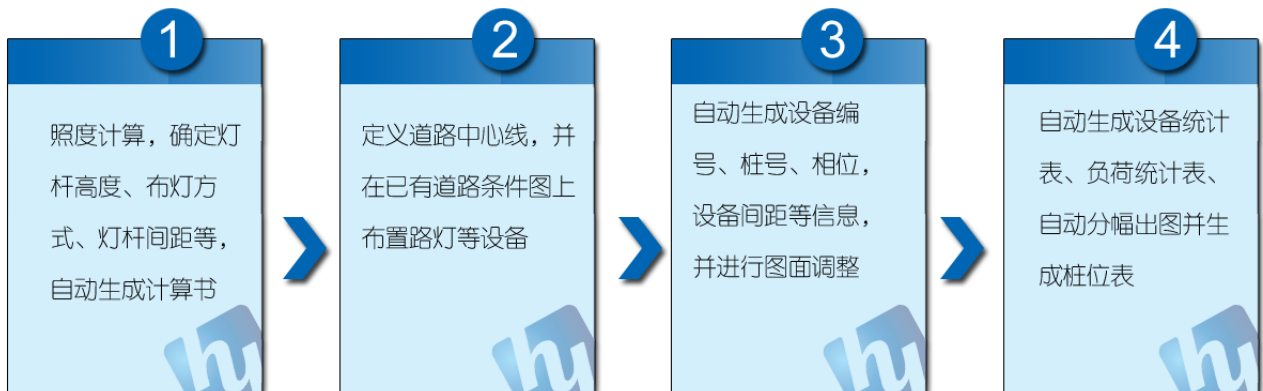 1
照度计算，确定灯
杆高度、布灯方
式、灯杆间距等，
自动生成计算书
hy
2
定义道路中心线，并
在已有道路条件图上
布置路灯等设备
hy
3
自动生成设备编
号、桩号、相位，
设备间距等信息，
并进行图面调整
hy
4
自动生成设备统计
表、负荷统计表、
自动分幅出图并生
成桩位表
hy